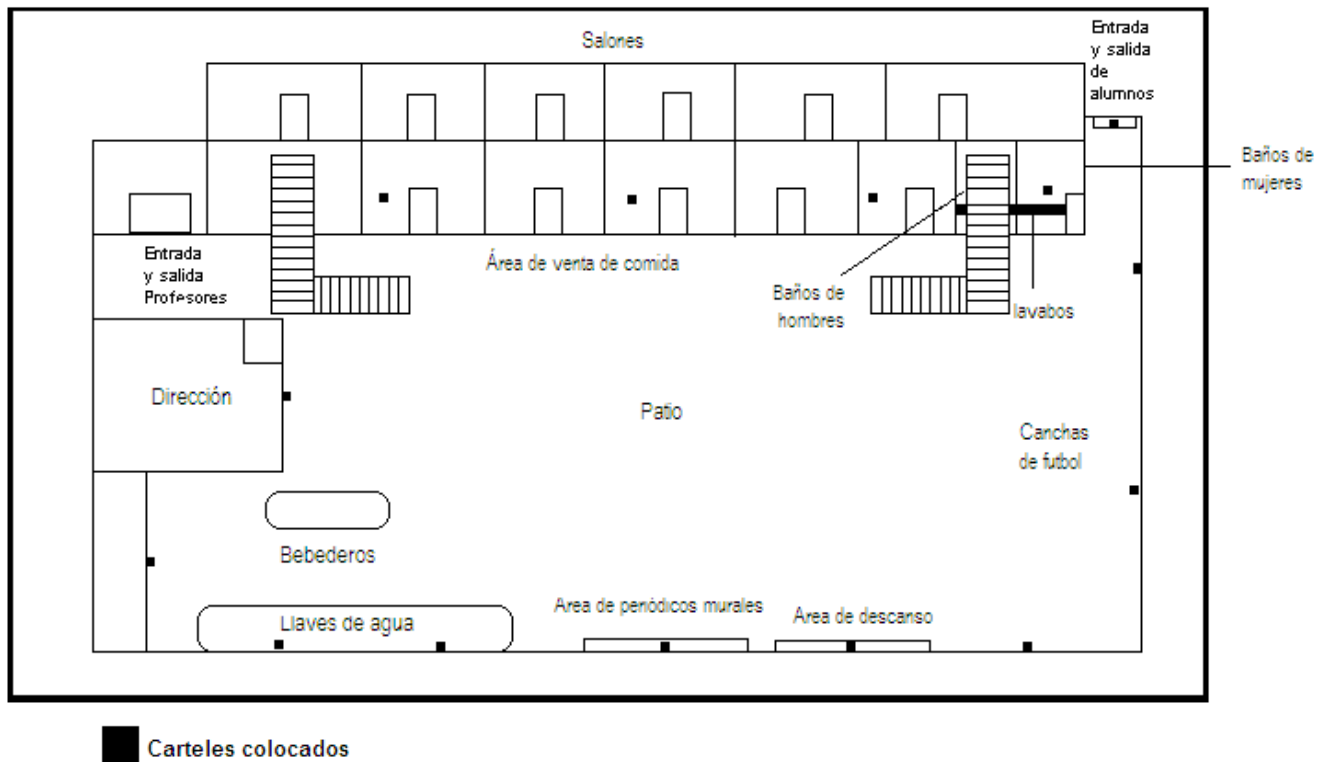 Salones
Entrada
y salida
de
alumnos
Baños de
mujeres
Entrada
y salida
Profesores
Área de venta de comida
Baños de
hombres
lavabos
Dirección
Patio
Canchas
de futbol
Bebederos
Llaves de agua
Area de periódicos murales
Area de descanso
Carteles colocados